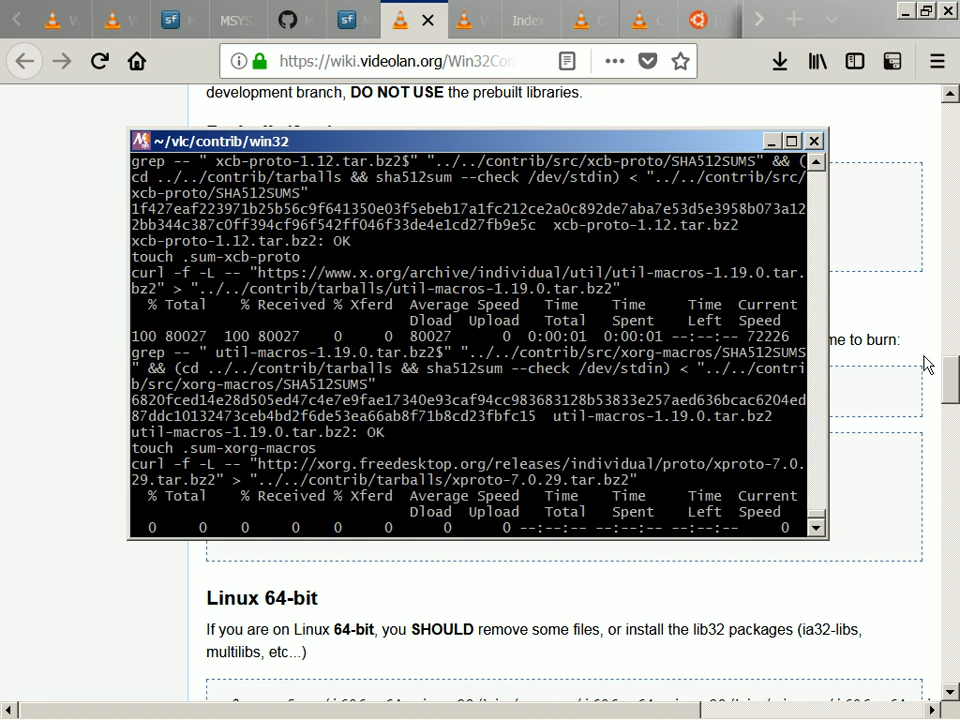 MSYS
Index
https://wiki.videolan.org/Win32Con
development branch, DO NOT USE the prebuilt libraries.
~/vlc/contrib/win32
grep -- " xcb-proto-1.12.tar.bz2$" "../../contrib/src/xcb-proto/SHA512SUMS" && (
cd ../../contrib/tarballs && sha512sum --check /dev/stdin) < "../../contrib/src/
xcb-proto/SHA512SUMS"
1f427eaf223971b25b56c9f641350e03f5ebeb17a1fc212ce2a0c892de7aba7e53d5e3958b073a12
2bb344c387c0ff394cf96f542ff046f33de4e1cd27fb9e5c  xcb-proto-1.12.tar.bz2
xcb-proto-1.12.tar.bz2: OK
touch .sum-xcb-proto
curl -f -L -- "https://www.x.org/archive/individual/util/util-macros-1.19.0.tar.
bz2" > "../../contrib/tarballs/util-macros-1.19.0.tar.bz2"
% Total % Received % Xferd Average Speed Time Time Time Current
Dload Upload Total Spent Left Speed
100 80027 100 80027 0 0 80027 0 0:00:01 0:00:01 --:--:-- 72226
grep -- " util-macros-1.19.0.tar.bz2$" "../../contrib/src/xorg-macros/SHA512SUMS
" && (cd ../../contrib/tarballs && sha512sum --check /dev/stdin) < "../../contri
b/src/xorg-macros/SHA512SUMS"
6820fced14e28d505ed47c4e7e9fae17340e93caf94cc983683128b53833e257aed636bcac6204ed
87ddc10132473ceb4bd2f6de53ea66ab8f71b8cd23fbfc15  util-macros-1.19.0.tar.bz2
util-macros-1.19.0.tar.bz2: OK
touch .sum-xorg-macros
curl -f -L -- "http://xorg.freedesktop.org/releases/individual/proto/xproto-7.0.
29.tar.bz2" > "../../contrib/tarballs/xproto-7.0.29.tar.bz2"
% Total % Received % Xferd Average Speed Time Time Time Current
Dload Upload Total Spent Left Speed
0 0 0 0 0 0 0 0 --:--:-- --:--:-- --:--:-- 0
me to burn:
Linux 64-bit
If you are on Linux 64-bit, you SHOULD remove some files, or install the lib32 packages (ia32-libs,
multilibs, etc...)